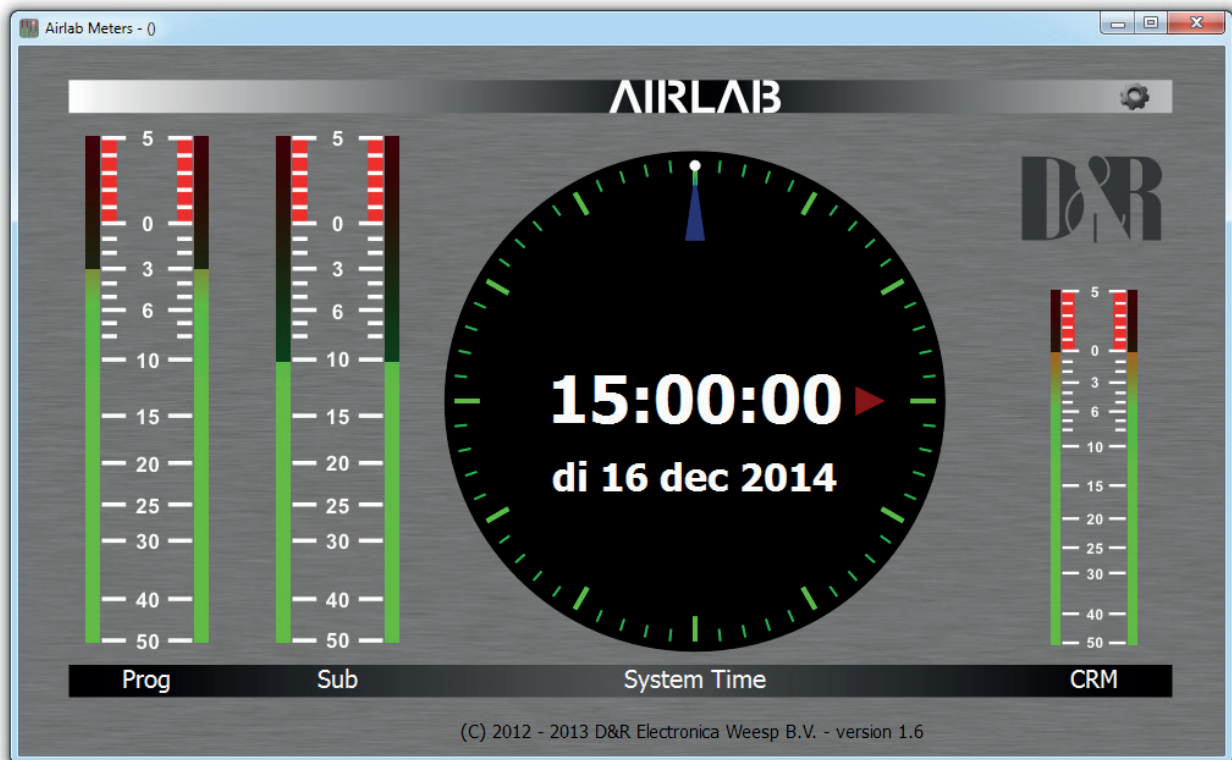 Airlab Meters - ()
AIRLAB
D&R
5 5 5
0 0 0
3 3 3
6 6 6
10 10 10
15 15 15
20 20 20
25 25 25
30 30 30
40 40 40
50 50 50
15:00:00
di 16 dec 2014
Prog Sub System Time CRM
(C) 2012 - 2013 D&R Electronica Weesp B.V. - version 1.6